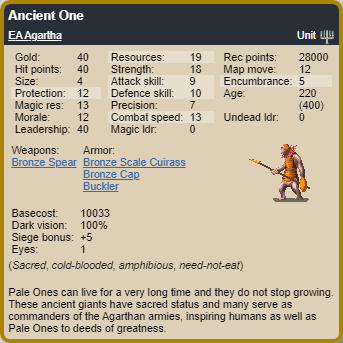 Ancient One
EA Agartha Unit
Gold: 40 Resources: 19 Rec points: 28000
Hit points: 40 Strength: 18 Map move: 12
Size: 4 Attack skill: 9 Encumbrance: 5
Protection: 12 Defence skill: 10 Age: 220
Magic res: 13 Precision: 7 (400)
Morale: 12 Combat speed: 13 Undead ldr: 0
Leadership: 40 Magic ldr: 0
Weapons: Armor:
Bronze Spear Bronze Scale Cuirass
Bronze Cap
Buckler
Basecost: 10033
Dark vision: 100%
Siege bonus: +5
Eyes: 1
(Sacred, cold-blooded, amphibious, need-not-eat)
Pale Ones can live for a very long time and they do not stop growing.
These ancient giants have sacred status and many serve as
commanders of the Agarthan armies, inspiring humans as well as
Pale Ones to deeds of greatness.